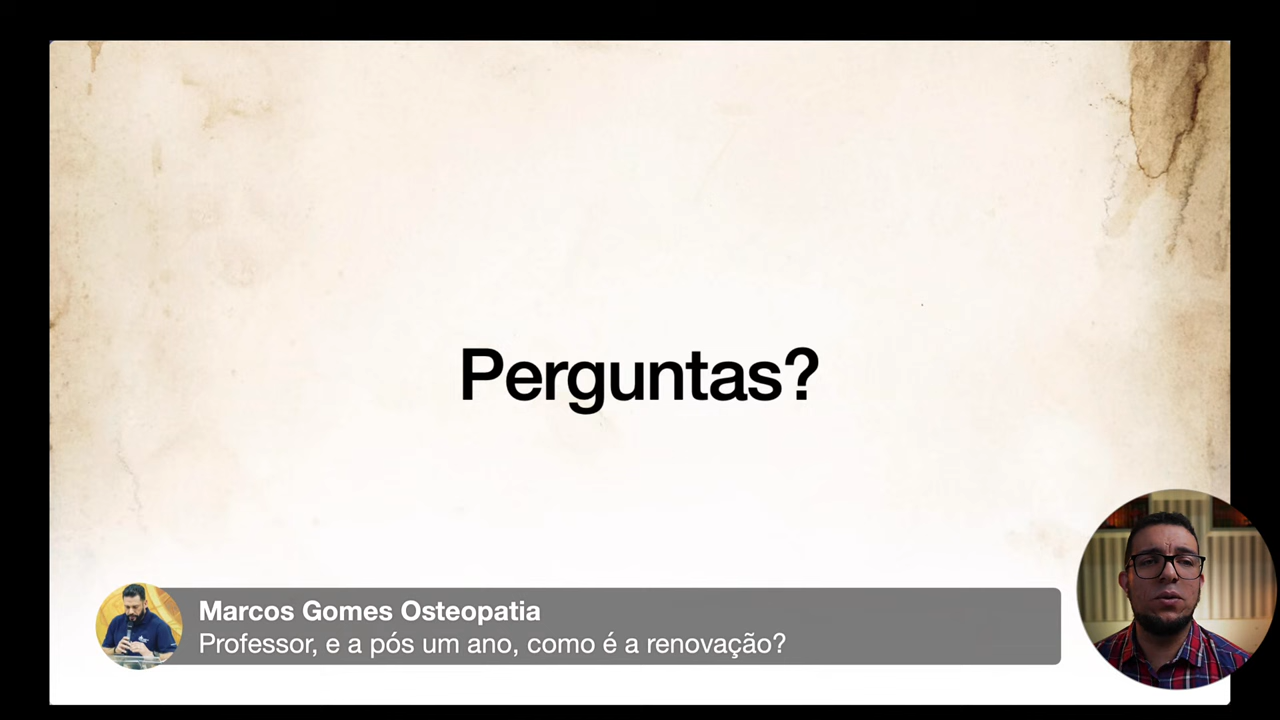 Perguntas?
Marcos Gomes Osteopatia
Professor, e a pós um ano, como é a renovação?